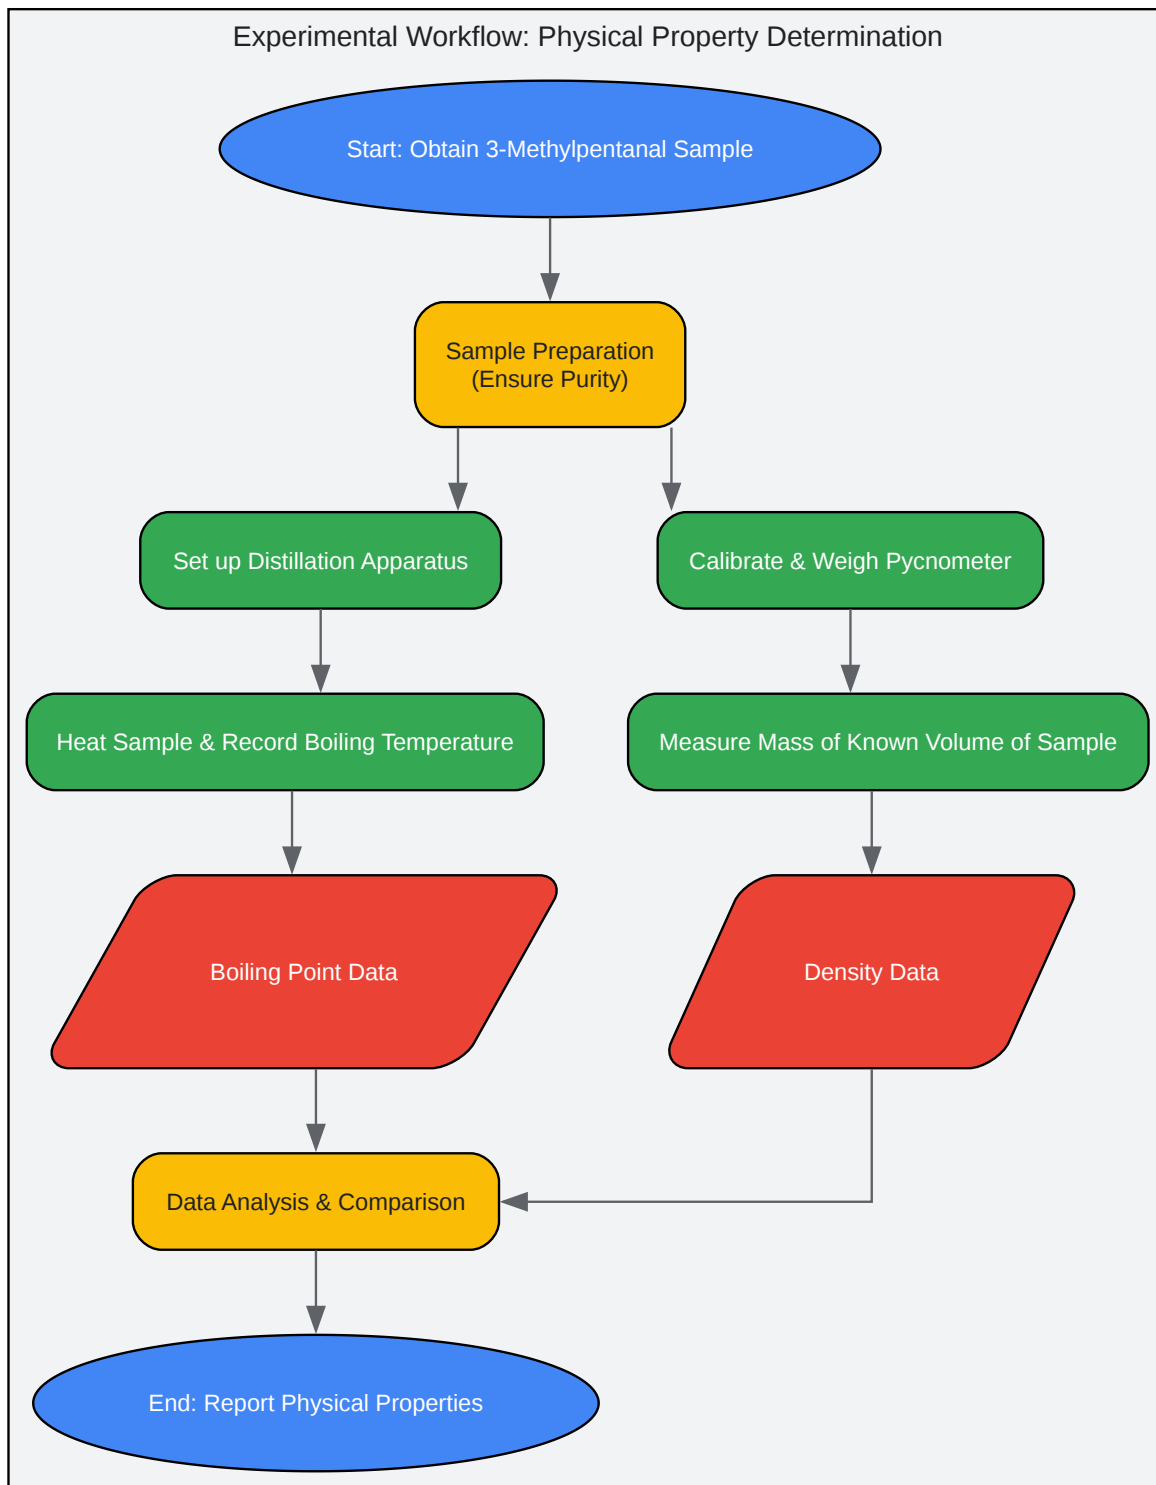 Experimental Workflow: Physical Property Determination
Start: Obtain 3-Methylpentanal Sample
Sample Preparation
(Ensure Purity)
Set up Distillation Apparatus
Calibrate & Weigh Pycnometer
Heat Sample & Record Boiling Temperature
Measure Mass of Known Volume of Sample
Boiling Point Data
Density Data
Data Analysis & Comparison
End: Report Physical Properties